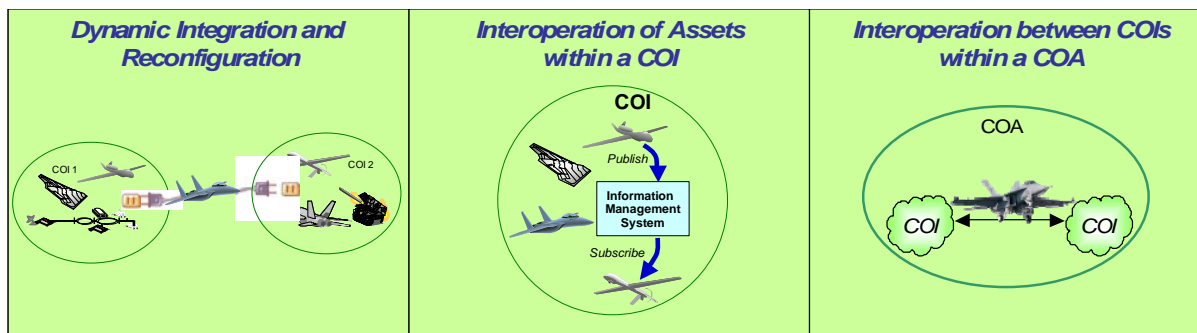 Dynamic Integration and
Reconfiguration
COI 1
COI 2
Interoperation of Assets
within a COI
COI
Publish
Information
Management
System
Subscribe
Interoperation between COIs
within a COA
COA
COI
COI